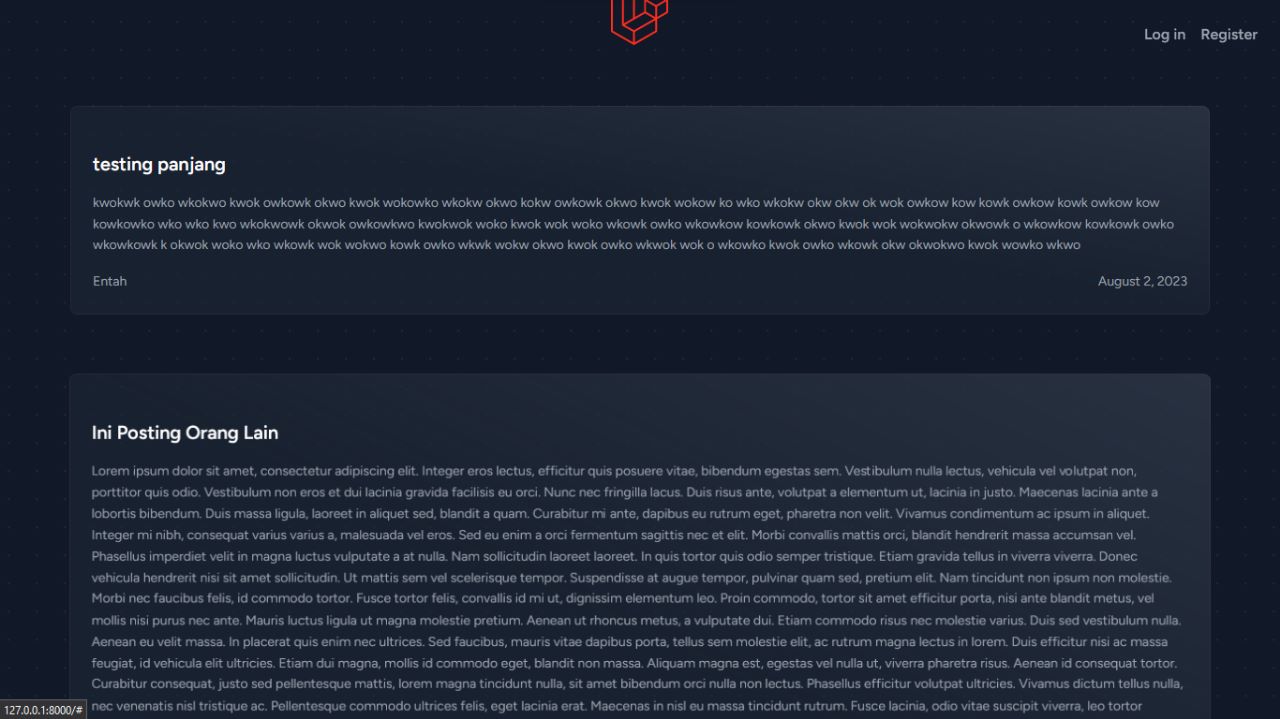 Log in Register
testing panjang
kwokwk owko wkokwo kwok owkowk okwo kwok wokowko wkokw okwo kokw owkowk okwo kwok wokow ko wko wkokw okw okw ok wok owkow kow kowk owkow kowk owkow kow
kowkowko wko wko kwo wkokwowk okwok owkowkwo kwokwok woko kwok wok woko wkowk owko wkowkow kowkowk okwo kwok wok wokwokw okwowk o wkowkow kowkowk owko
wkowkowk k okwok woko wko wkowk wok wokwo kowk owko wkwk wokw okwo kwok owko wkwok wok o wkowko kwok owko wkowk okw okwokwo kwok wowko wkwo
Entah August 2, 2023
Ini Posting Orang Lain
Lorem ipsum dolor sit amet, consectetur adipiscing elit. Integer eros lectus, efficitur quis posuere vitae, bibendum egestas sem. Vestibulum nulla lectus, vehicula vel volutpat non,
porttitor quis odio. Vestibulum non eros et dui lacinia gravida facilisis eu orci. Nunc nec fringilla lacus. Duis risus ante, volutpat a elementum ut, lacinia in justo. Maecenas lacinia ante a
lobortis bibendum. Duis massa ligula, laoreet in aliquet sed, blandit a quam. Curabitur mi ante, dapibus eu rutrum eget, pharetra non velit. Vivamus condimentum ac ipsum in aliquet.
Integer mi nibh, consequat varius varius a, malesuada vel eros. Sed eu enim a orci fermentum sagittis nec et elit. Morbi convallis mattis orci, blandit hendrerit massa accumsan vel.
Phasellus imperdiet velit in magna luctus vulputate a at nulla. Nam sollicitudin laoreet laoreet. In quis tortor quis odio semper tristique. Etiam gravida tellus in viverra viverra. Donec
vehicula hendrerit nisi sit amet sollicitudin. Ut mattis sem vel scelerisque tempor. Suspendisse at augue tempor, pulvinar quam sed, pretium elit. Nam tincidunt non ipsum non molestie.
Morbi nec faucibus felis, id commodo tortor. Fusce tortor felis, convallis id mi ut, dignissim elementum leo. Proin commodo, tortor sit amet efficitur porta, nisi ante blandit metus, vel
mollis nisi purus nec ante. Mauris luctus ligula ut magna molestie pretium. Aenean ut rhoncus metus, a vulputate dui. Etiam commodo risus nec molestie varius. Duis sed vestibulum nulla.
Aenean eu velit massa. In placerat quis enim nec ultrices. Sed faucibus, mauris vitae dapibus porta, tellus sem molestie elit, ac rutrum magna lectus in lorem. Duis efficitur nisi ac massa
feugiat, id vehicula elit ultricies. Etiam dui magna, mollis id commodo eget, blandit non massa. Aliquam magna est, egestas vel nulla ut, viverra pharetra risus. Aenean id consequat tortor.
Curabitur consequat, justo sed pellentesque mattis, lorem magna tincidunt nulla, sit amet bibendum orci nulla non lectus. Phasellus efficitur volutpat ultricies. Vivamus dictum tellus nulla,
nec venenatis nisl tristique ac. Pellentesque commodo ultrices felis, eget lacinia erat. Maecenas in nisl eu massa tincidunt rutrum. Fusce lacinia, odio vitae suscipit viverra, leo tortor
127.0.0.1:8000/#